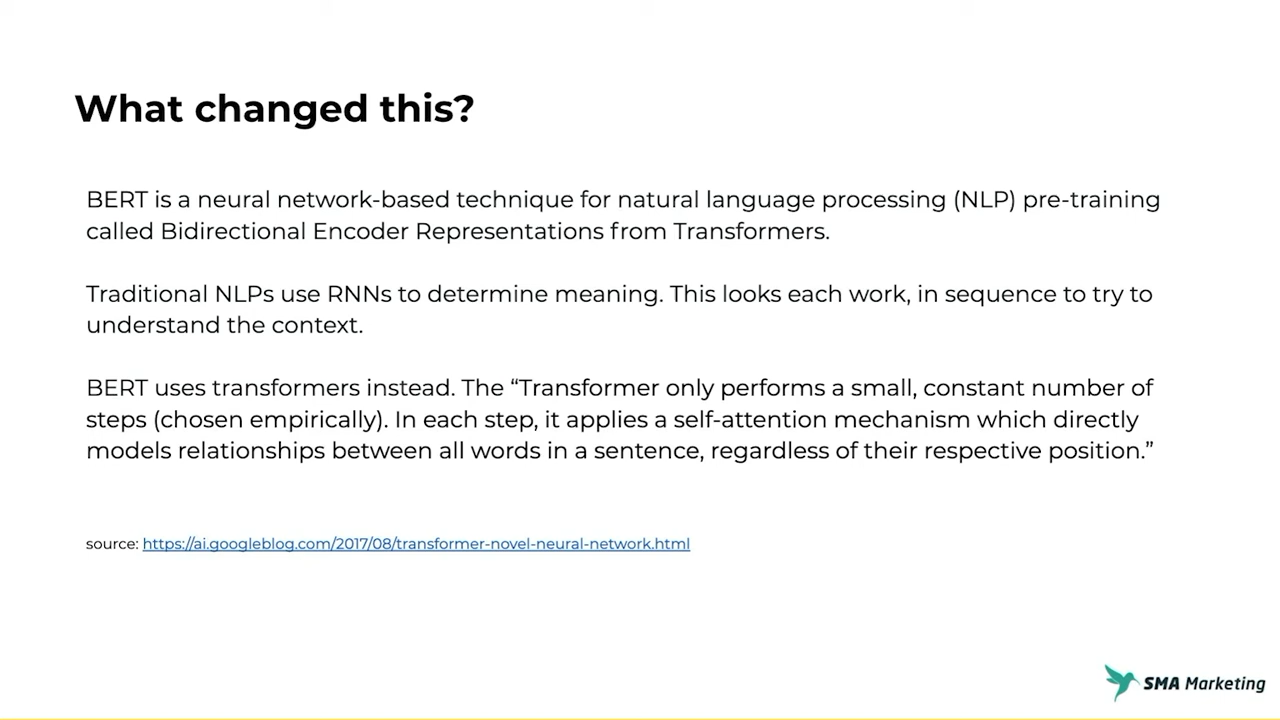 What changed this?
BERT is a neural network-based technique for natural language processing (NLP) pre-training
called Bidirectional Encoder Representations from Transformers.
Traditional NLPs use RNNs to determine meaning. This looks each work, in sequence to try to
understand the context.
BERT uses transformers instead. The “Transformer only performs a small, constant number of
steps (chosen empirically). In each step, it applies a self-attention mechanism which directly
models relationships between all words in a sentence, regardless of their respective position.”
source: https://ai.googleblog.com/2017/08/transformer-novel-neural-network.html
SMA Marketing